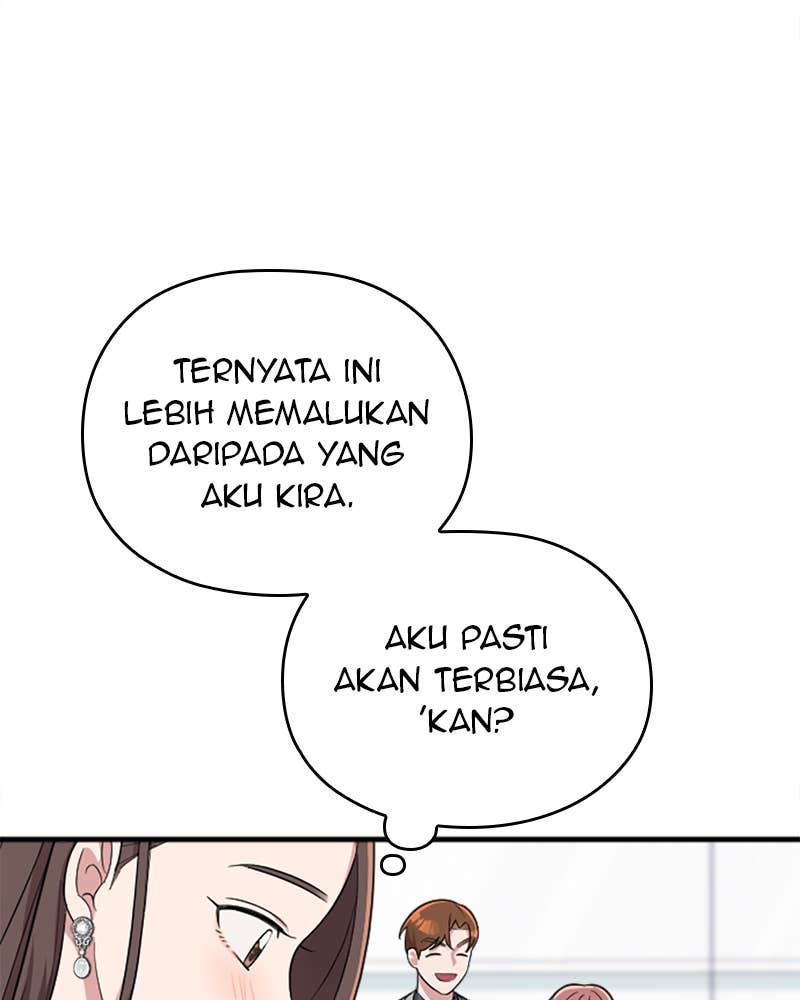 TERNYATA INI
LEBIH MEMALUKAN
DARIPADA YANG
AKU KIRA.
AKU PASTI
AKAN TERBIASA,
'KAN?